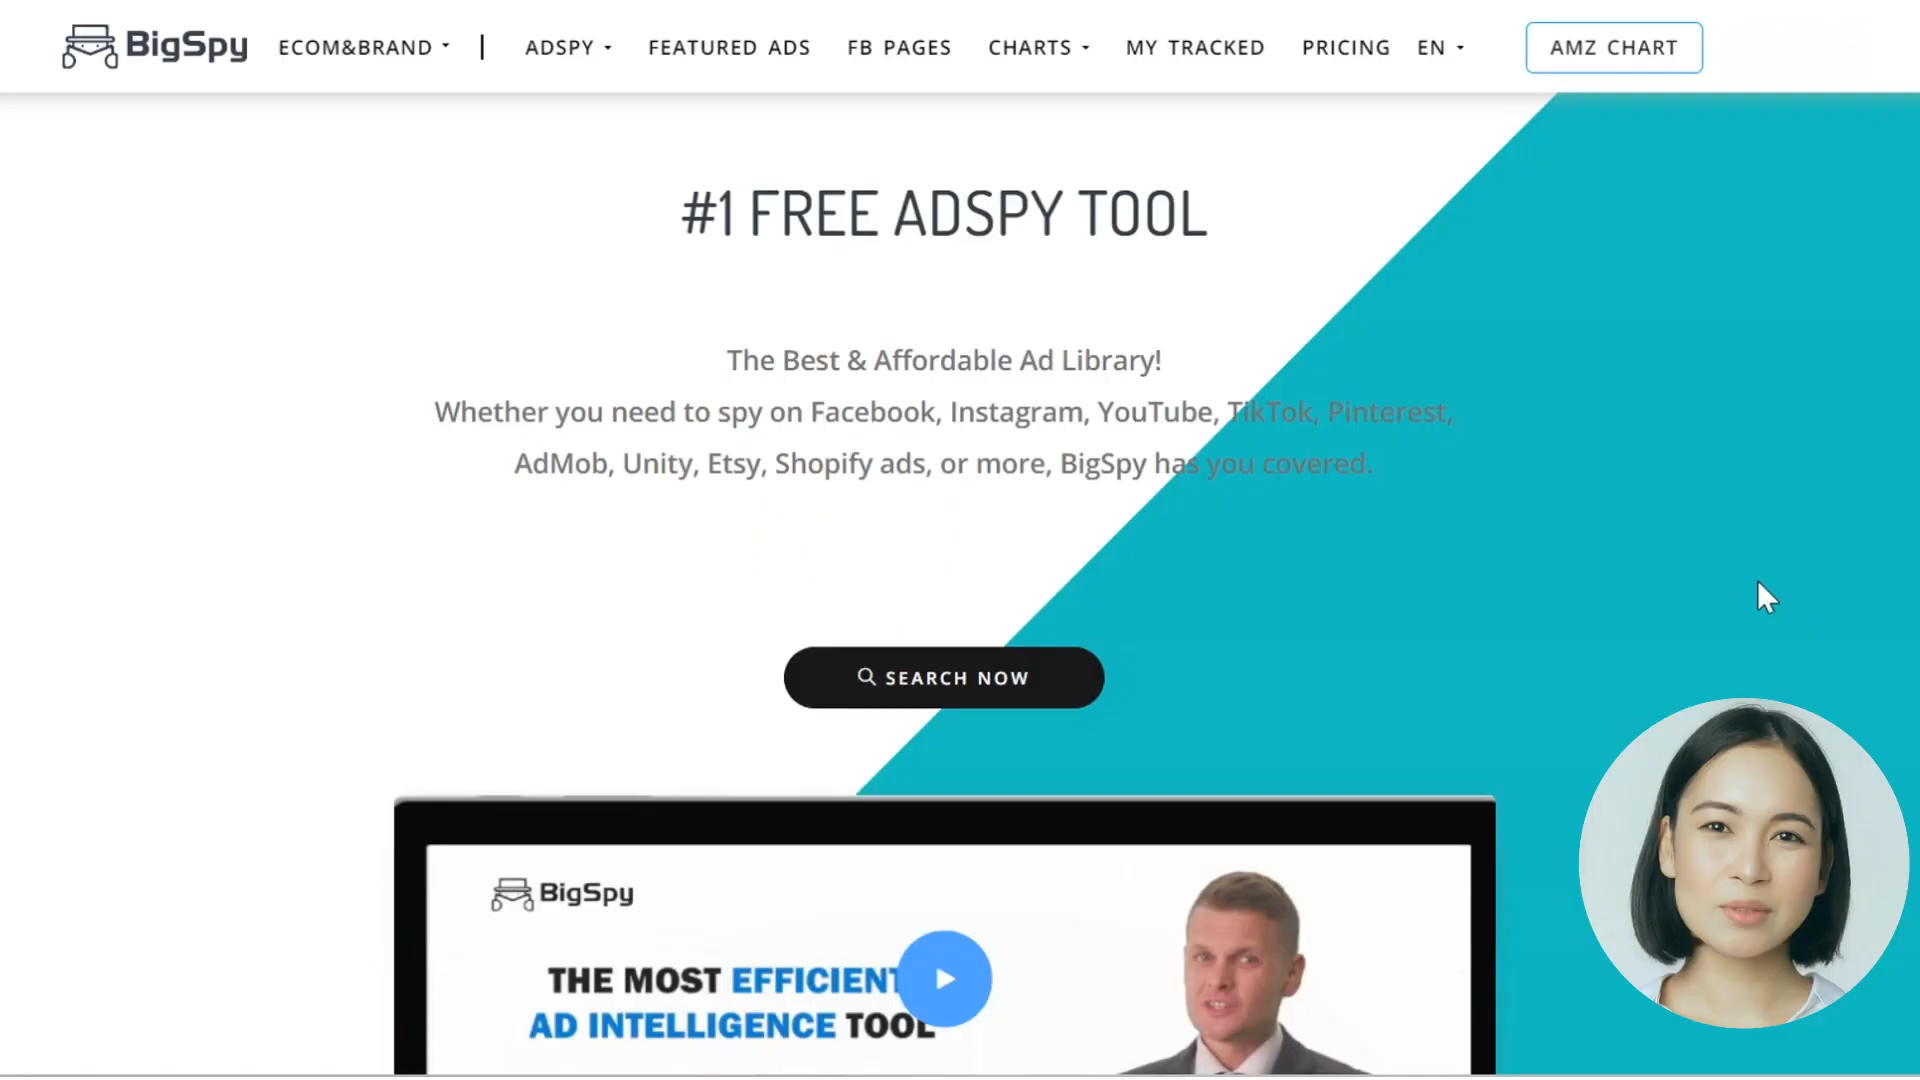 BigSpy ECOM&BRAND | ADSPY FEATURED ADS FB PAGES CHARTS MY TRACKED PRICING EN AMZ CHART
#1 FREE ADSPY TOOL
The Best & Affordable Ad Library!
Whether you need to spy on Facebook, Instagram, YouTube, TikTok, Pinterest,
AdMob, Unity, Etsy, Shopify ads, or more, BigSpy has you covered.
SEARCH NOW
BigSpy
THE MOST EFFICIENT
AD INTELLIGENCE TOOL